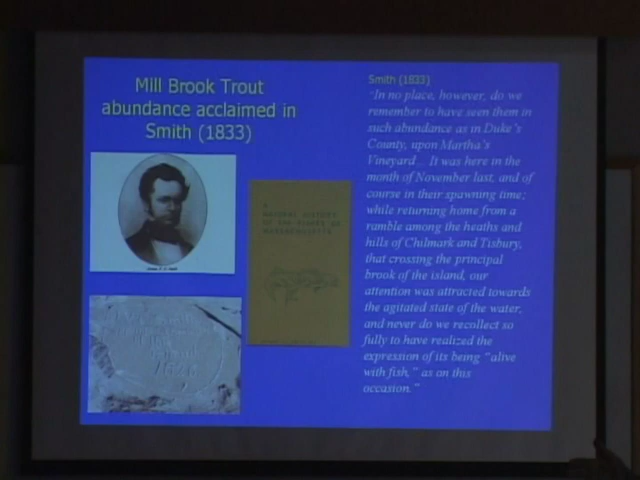 Mill Brook Trout
abundance acclaimed in
Smith (1833)
Smith (1833)
"In no place, however, do we
remember to have seen them in
such abundance as in Duke's
County, upon Martha's
Vineyard... It was here in the
month of November last, and of
course in their spawning time;
while returning home from a
ramble among the heaths and
hills of Chilmark and Tisbury,
that crossing the principal
brook of the island, our
attention was attracted towards
the agitated state of the water,
and never do we recollect so
fully to have realized the
expression of its being "alive
with fish," as on this
occasion."
A
NATURAL HISTORY
OF THE FISHES OF
MASSACHUSETTS